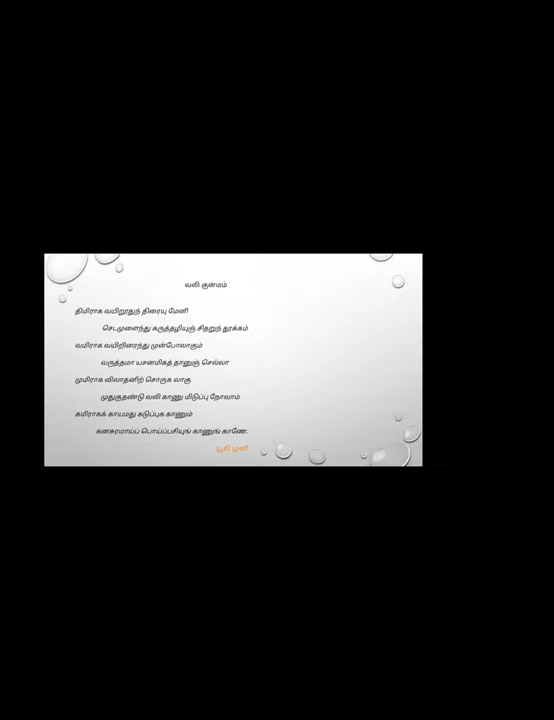 வலி குன்மம்
திமிராக வயிறூதுந் திரையு மேனி
செடமுளைந்து கருத்தழியுஞ் சிதறுந் தூக்கம்
வமிராக வயிறிரைந்து முன்போலாகும்
வருத்தமா யசனமிகத் தானுஞ் செல்லா
முமிராக விலாதனிற் சொருக லாகு
முதுகுதண்டு வலி காணு மிடுப்பு நோவாம்
கமிராகக் காயமது கடுப்புக காணும்
கனசுரமாய்ப் பொய்ப்பசியுங் காணுங் காணே.
யூகி முனி